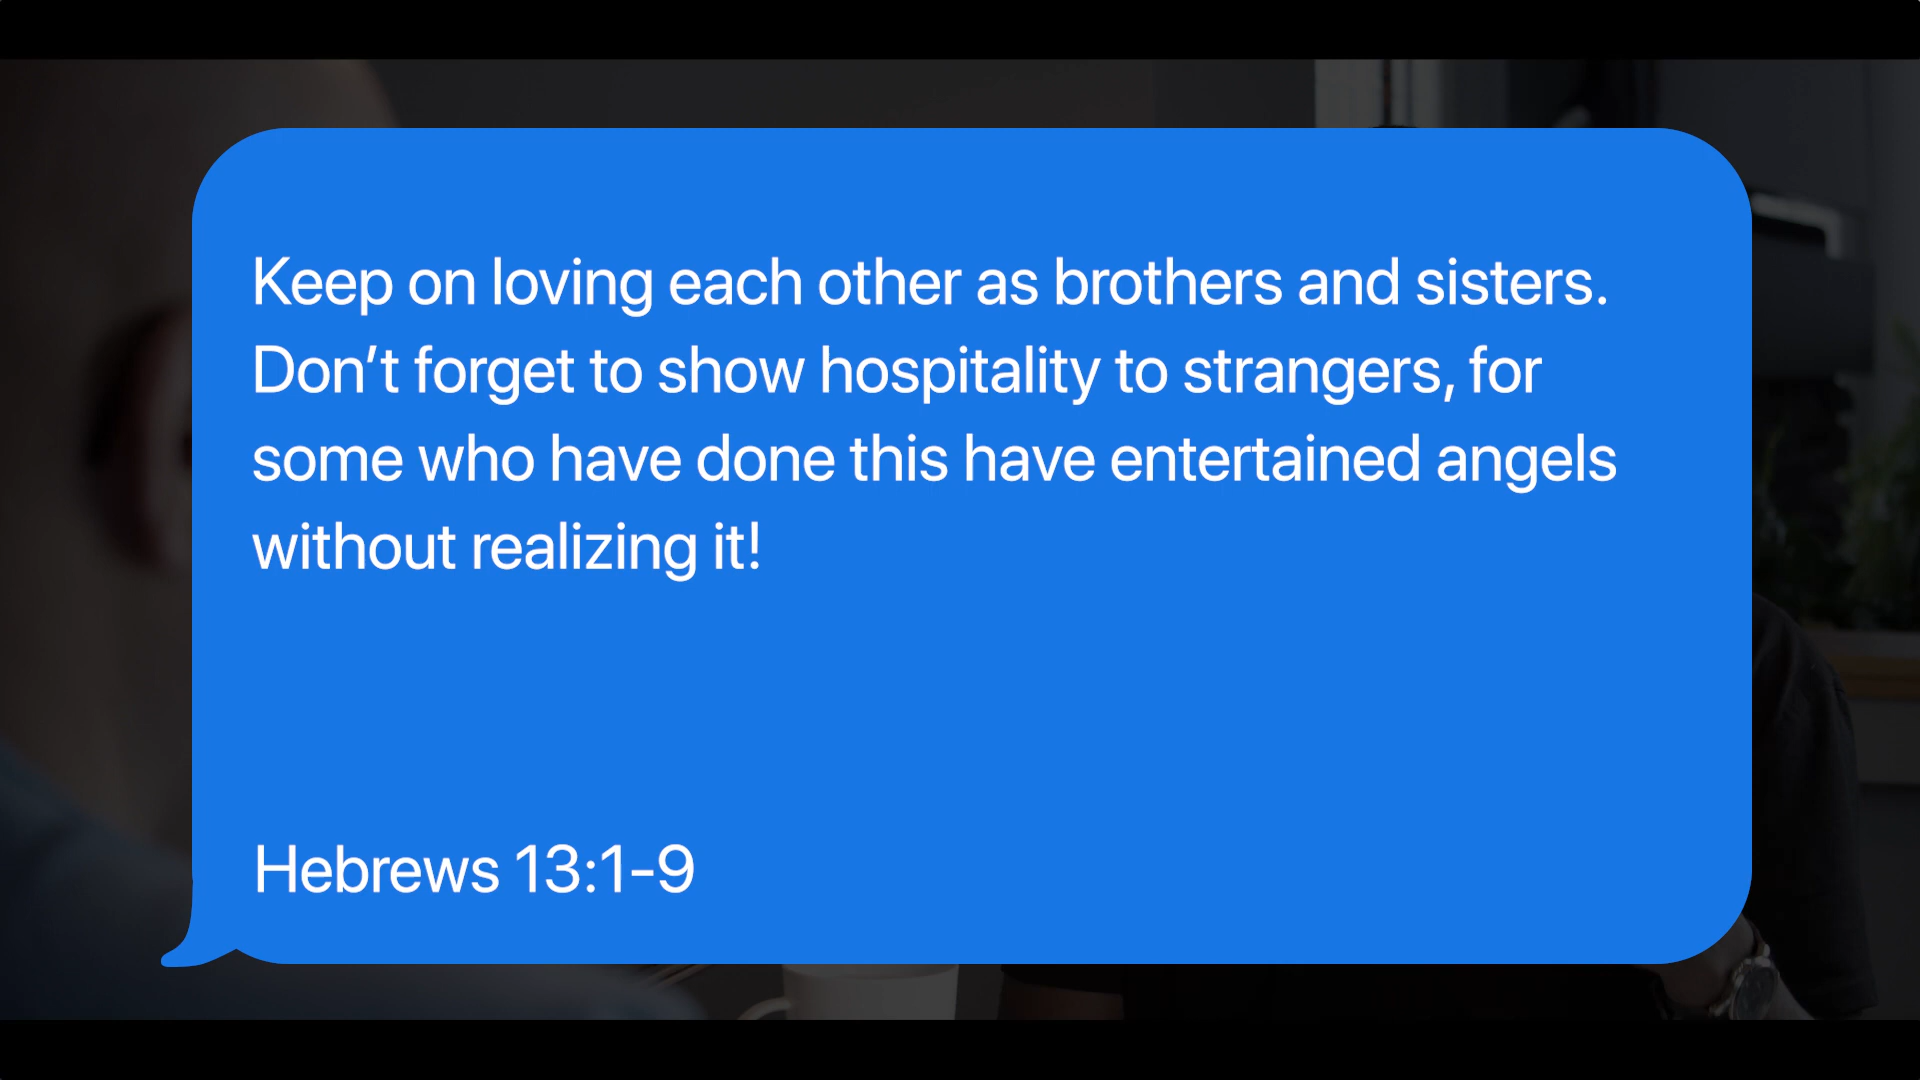 Keep on loving each other as brothers and sisters.
Don’t forget to show hospitality to strangers, for
some who have done this have entertained angels
without realizing it!
Hebrews 13:1-9